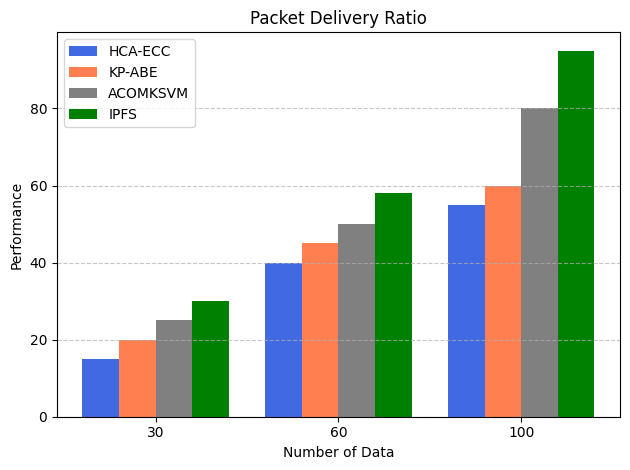 Packet Delivery Ratio
HCA-ECC
KP-ABE
ACOMKSVM
IPFS
Performance
80
60
40
20
0
30
60
100
Number of Data